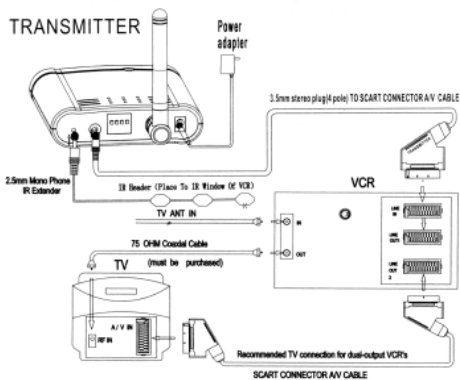 TRANSMITTER
Power
adapter
3.5mm stereo plug(4 pole) TO SCART CONNECTOR A/V CABLE
TRANSMITTER
2.5mm Mono Phone
IR Extender
IR Header (Place To IR Window Of VCR)
VCR
TV ANT IN
IN
LINE
IN
LINE
OUT1
75 OHM Coaxial Cable
(must be purchased)
OUT
LINE
OUT
2
TV
A / V IN
RF IN
Recommended TV connection for dual-output VCR's
SCART CONNECTOR A/V CABLE